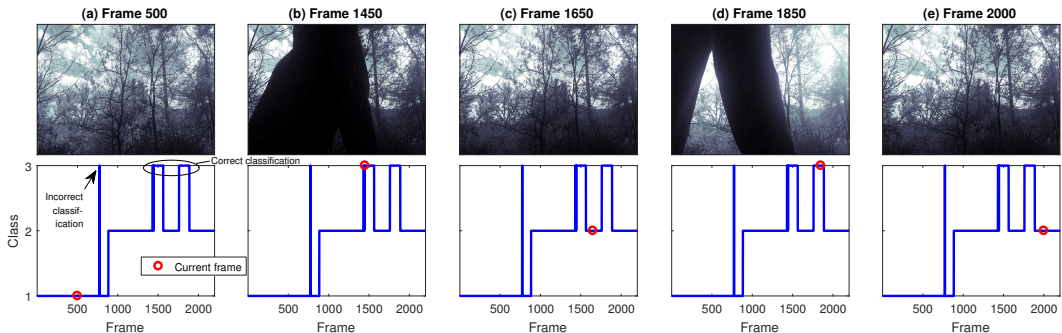 (a) Frame 500
(b) Frame 1450
(c) Frame 1650
(d) Frame 1850
(e) Frame 2000
3
2
1
Class
Incorrect
classif-
ication
Correct classification
Current frame
500 1000 1500 2000
Frame
500 1000 1500 2000
Frame
500 1000 1500 2000
Frame
500 1000 1500 2000
Frame
500 1000 1500 2000
Frame